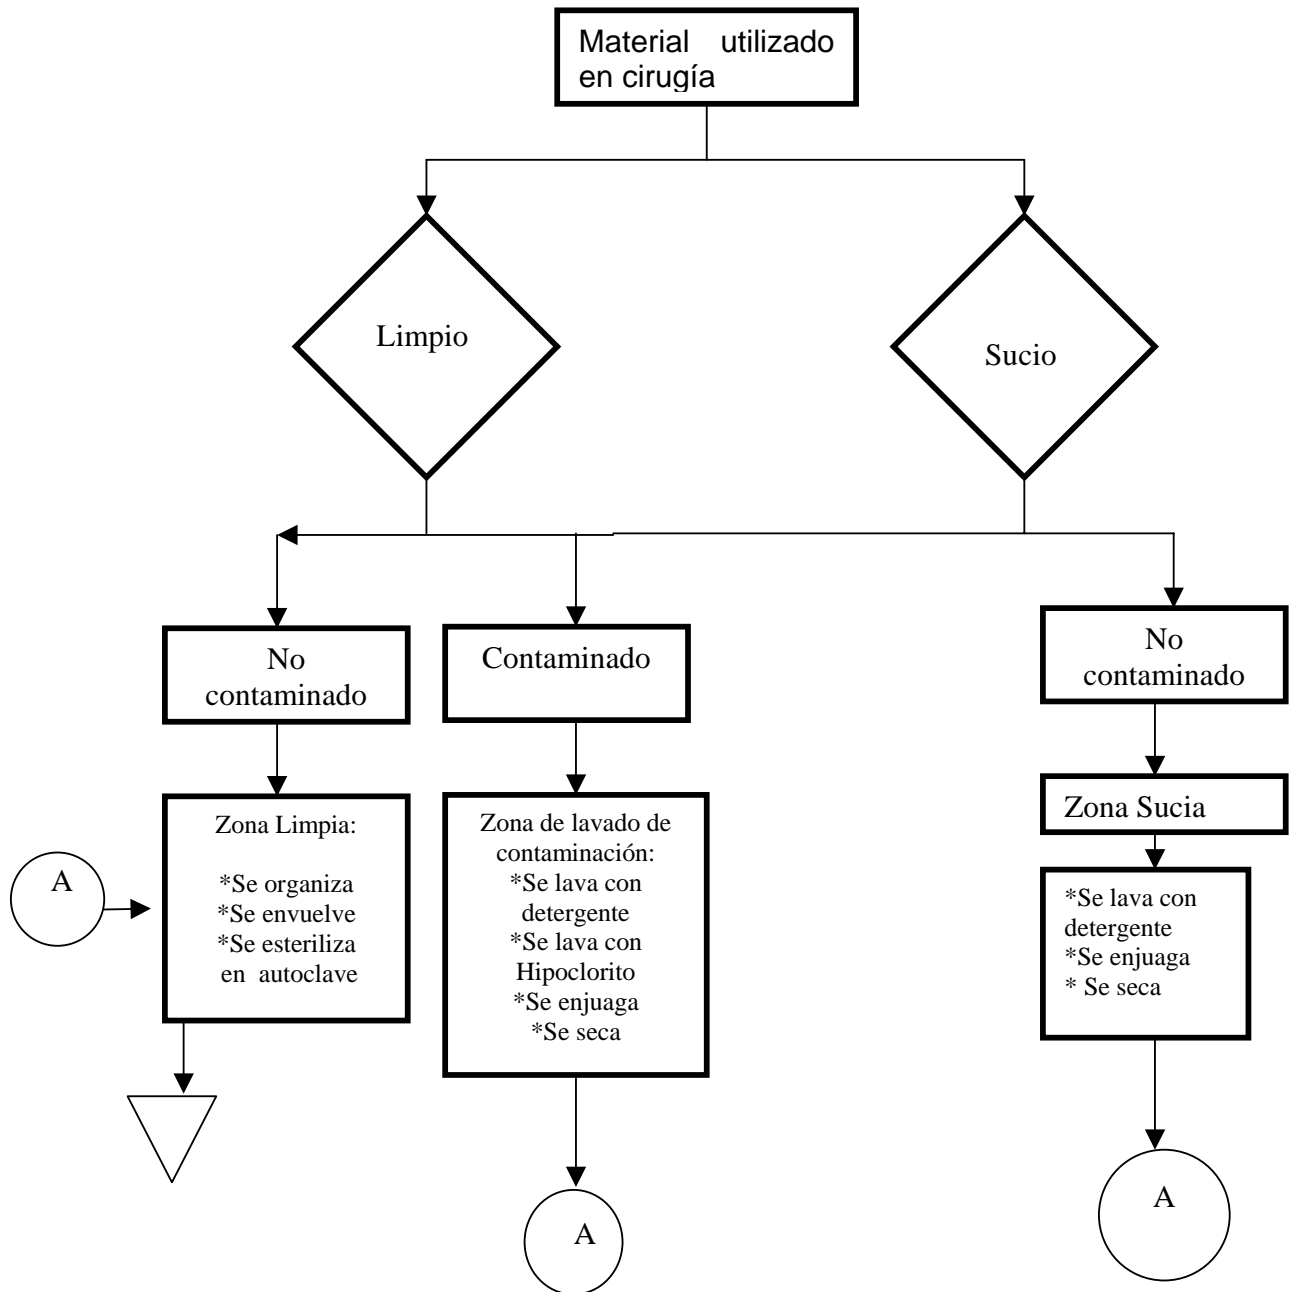 Material utilizado
en cirugía
Limpio
Sucio
No
contaminado
Contaminado
No
contaminado
Zona Limpia:
*Se organiza
*Se envuelve
*Se esteriliza
en autoclave
A
Zona de lavado de
contaminación:
*Se lava con
detergente
*Se lava con
Hipoclorito
*Se enjuaga
*Se seca
Zona Sucia
*Se lava con
detergente
*Se enjuaga
* Se seca
A
A